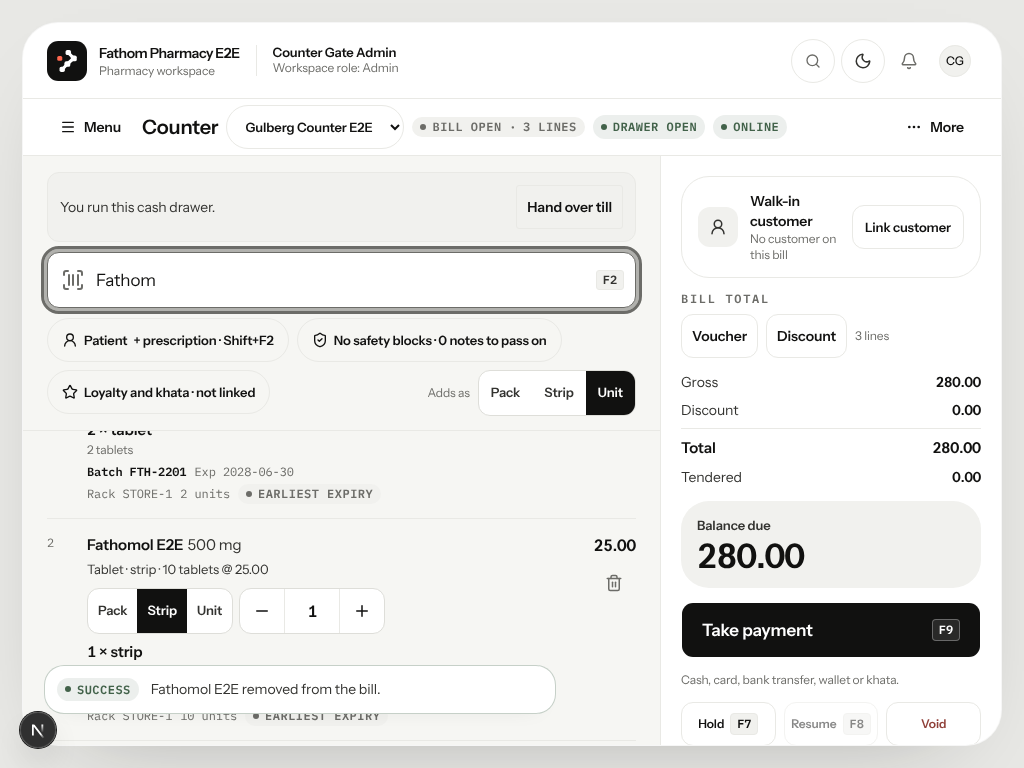 Fathom Pharmacy E2E
Pharmacy workspace
Counter Gate Admin
Workspace role: Admin
CG
Menu
Counter
Gulberg Counter E2E
BILL OPEN · 3 LINES
DRAWER OPEN
ONLINE
More
You run this cash drawer.
Hand over till
Fathom
F2
Patient + prescription · Shift+F2
No safety blocks · 0 notes to pass on
Loyalty and khata · not linked
Adds as
Pack
Strip
Unit
2 × tablet
2 tablets
Batch FTH-2201 Exp 2028-06-30
Rack STORE-1 2 units
EARLIEST EXPIRY
2
Fathomol E2E 500 mg
25.00
Tablet · strip · 10 tablets @ 25.00
Pack
Strip
Unit
1
1 × strip
SUCCESS
Fathomol E2E removed from the bill.
Rack STORE-1 10 units
EARLIEST EXPIRY
N
Walk-in
customer
No customer on
this bill
Link customer
BILL TOTAL
Voucher
Discount
3 lines
Gross
280.00
Discount
0.00
Total
280.00
Tendered
0.00
Balance due
280.00
Take payment
F9
Cash, card, bank transfer, wallet or khata.
Hold F7
Resume F8
Void